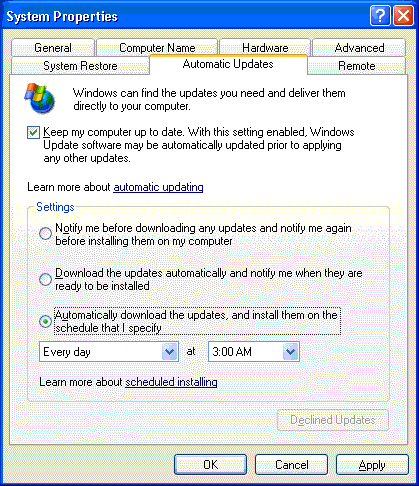 System Properties
General Computer Name Hardware Advanced
System Restore Automatic Updates Remote
Windows can find the updates you need and deliver them
directly to your computer.
Keep my computer up to date. With this setting enabled, Windows
Update software may be automatically updated prior to applying
any other updates.
Learn more about automatic updating
Settings
Notify me before downloading any updates and notify me again
before installing them on my computer
Download the updates automatically and notify me when they are
ready to be installed
Automatically download the updates, and install them on the
schedule that I specify
Every day at 3:00 AM
Learn more about scheduled installing
Declined Updates
OK Cancel Apply